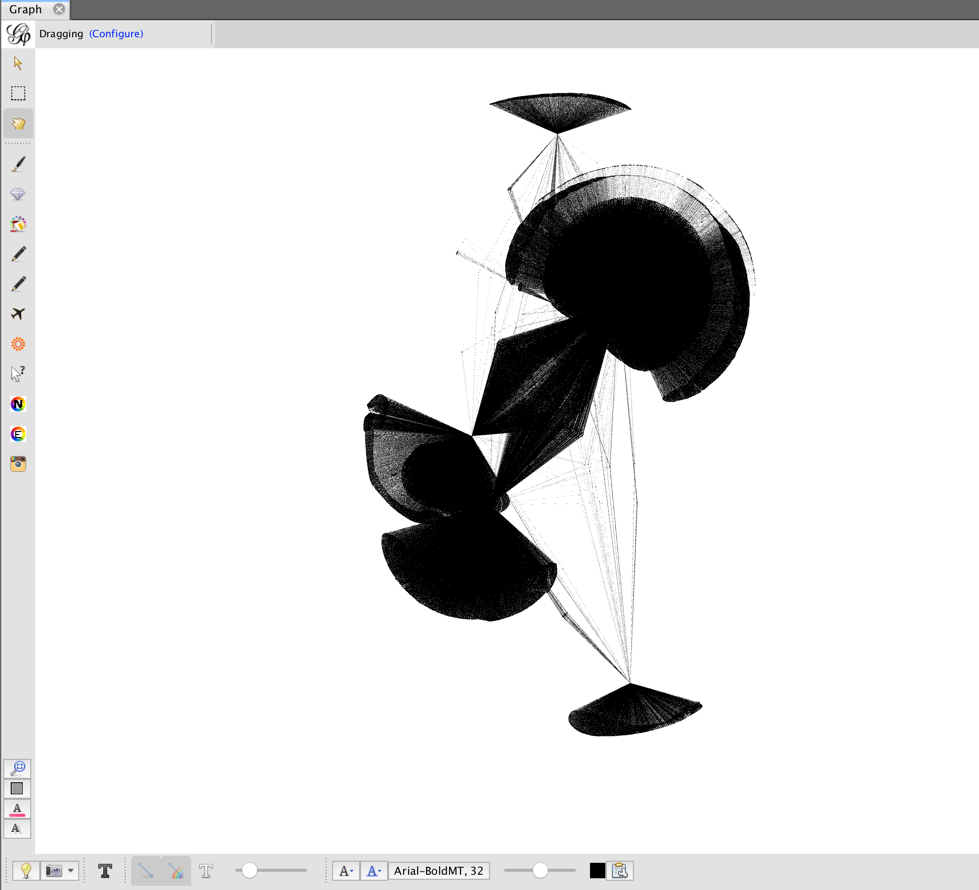 Graph
Dragging (Configure)
?
N
E
A
A
T
T
A
A
Arial-BoldMT, 32